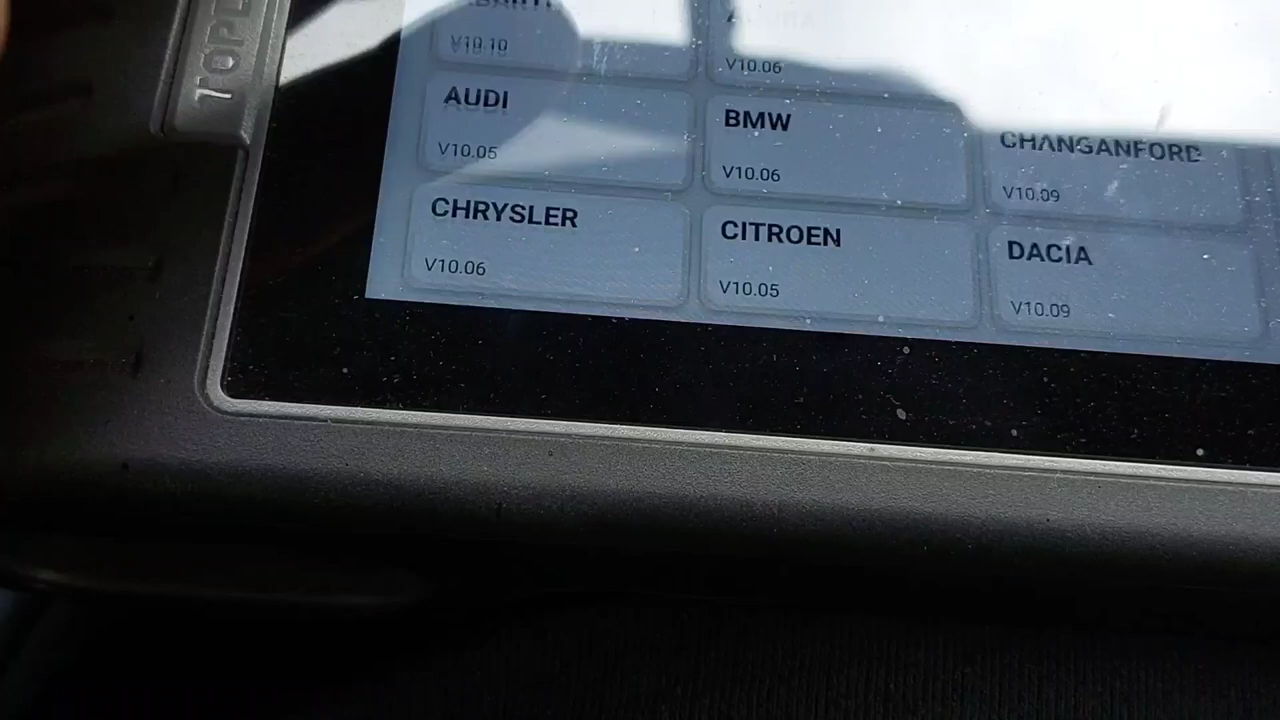 V10.10
V10.06
AUDI
V10.05
BMW
V10.06
CHANGANFORD
V10.09
CHRYSLER
V10.06
CITROEN
V10.05
DACIA
V10.09